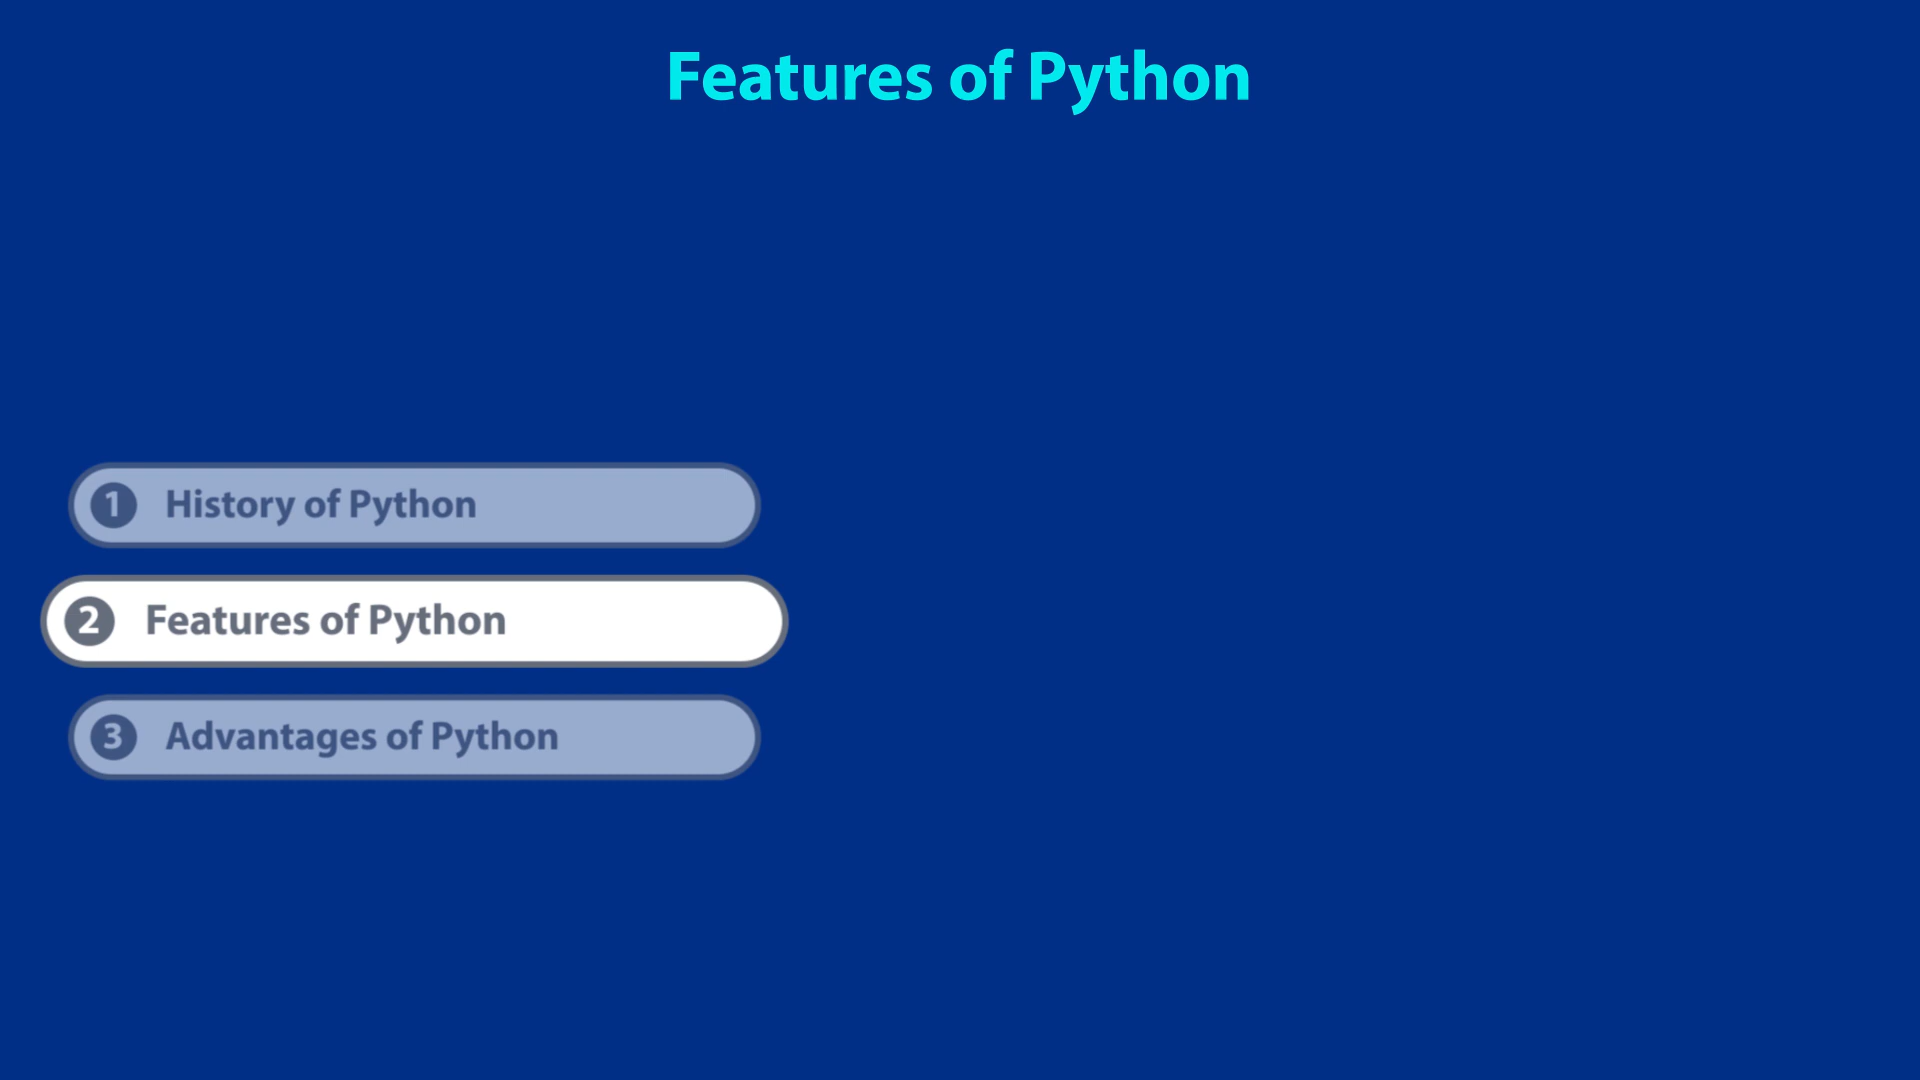 Features of Python
1 History of Python
2 Features of Python
3 Advantages of Python